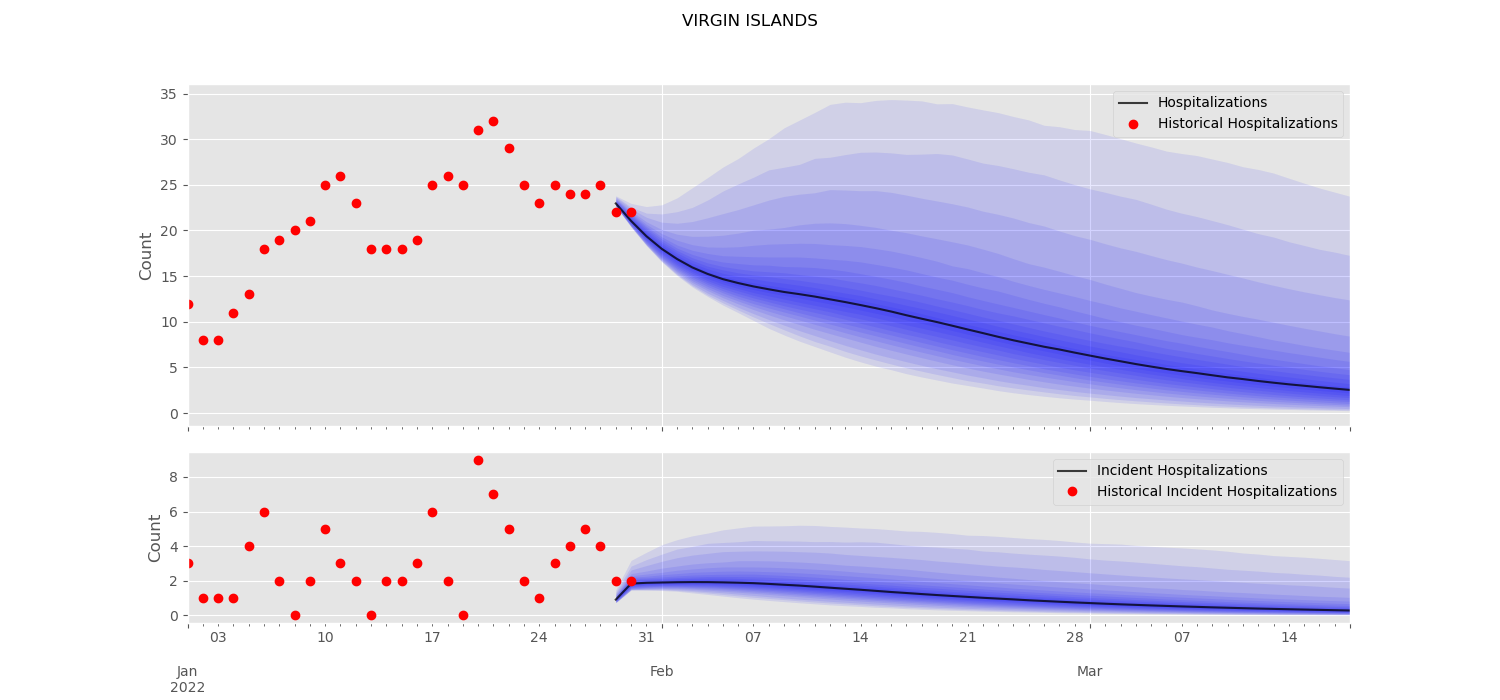 VIRGIN ISLANDS
35
30
25
20
15
10
5
0
Count
Hospitalizations
Historical Hospitalizations
8
6
4
2
0
Count
Incident Hospitalizations
Historical Incident Hospitalizations
03 10 17 24 31 07 14 21 28 07 14
Jan Feb Mar
2022